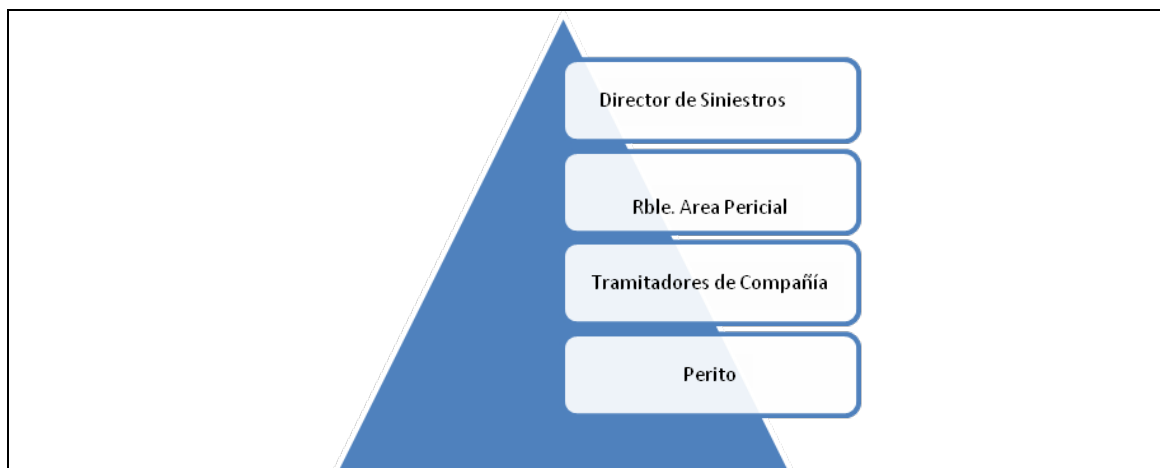 Director de Siniestros
Rble. Area Pericial
Tramitadores de Compañía
Perito